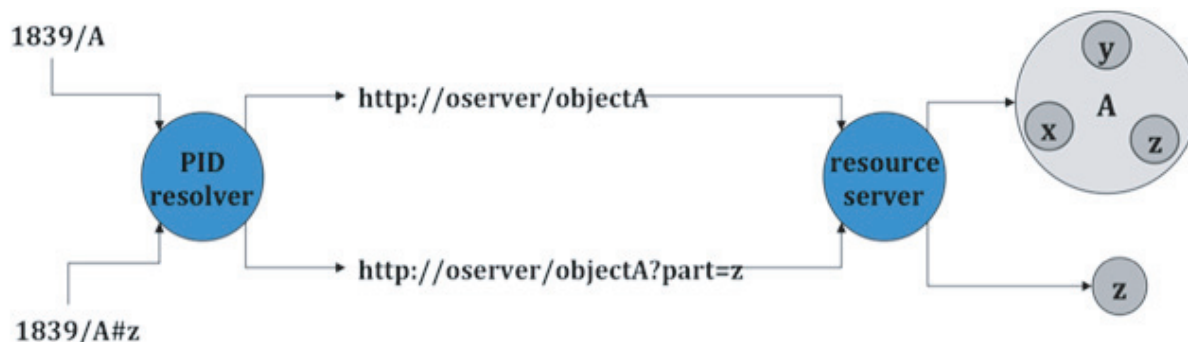 1839/A
http://oserver/objectA
PID
resolver
resource
server
y
A
x
z
http://oserver/objectA?part=z
z
1839/A#z